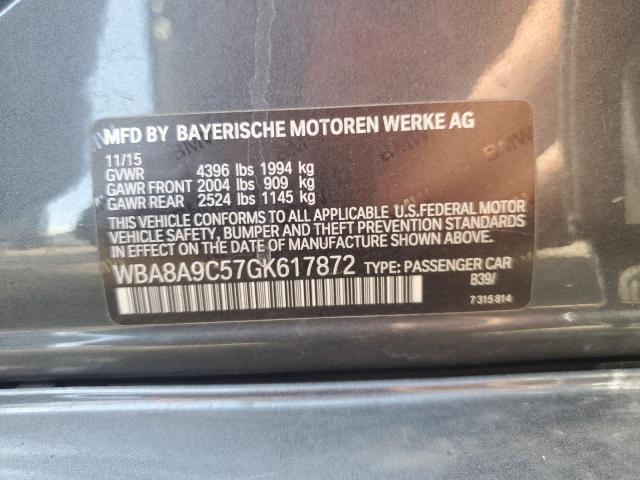 MFD BY BAYERISCHE MOTOREN WERKE AG
11/15
GVWR 4396 lbs 1994 kg
GAWR FRONT 2004 lbs 909 kg
GAWR REAR 2524 lbs 1145 kg
THIS VEHICLE CONFORMS TO ALL APPLICABLE U.S.FEDERAL MOTOR
VEHICLE SAFETY, BUMPER AND THEFT PREVENTION STANDARDS
IN EFFECT ON THE DATE OF MANUFACTURE SHOWN
ABOVE.
WBA8A9C57GK617872 TYPE: PASSENGER CAR
B39/
7 315 814